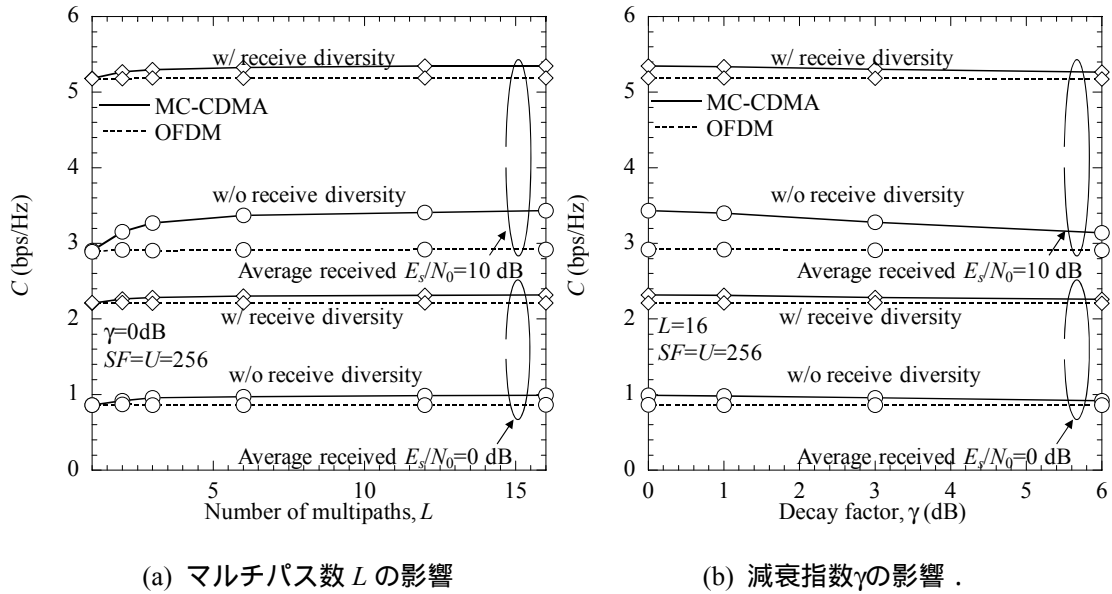 6
5
4
3
2
1
0
C (bps/Hz)
w/ receive diversity
MC-CDMA
OFDM
w/o receive diversity
Average received Es/N0=10 dB
w/ receive diversity
γ=0dB
SF=U=256
w/o receive diversity
Average received Es/N0=0 dB
5 10 15
Number of multipaths, L
(a) マルチパス数 L の影響
6
5
4
3
2
1
0
C (bps/Hz)
w/ receive diversity
MC-CDMA
OFDM
w/o receive diversity
Average received Es/N0=10 dB
w/ receive diversity
L=16
SF=U=256
w/o receive diversity
Average received Es/N0=0 dB
0 1 2 3 4 5 6
Decay factor, γ (dB)
(b) 減衰指数γの影響．